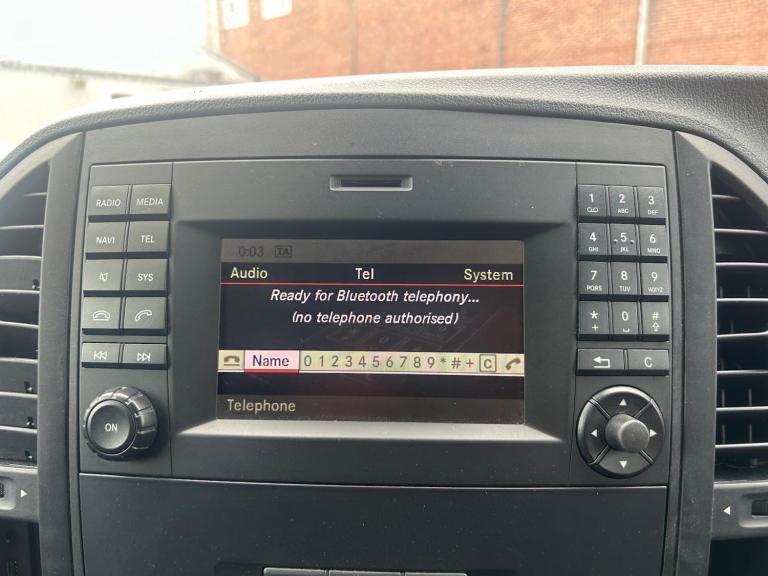 RADIO MEDIA
NAVI TEL
SYS
ON
0:03 TA
Audio Tel System
Ready for Bluetooth telephony...
(no telephone authorised)
Name 0 1 2 3 4 5 6 7 8 9 * # + C
Telephone
1 2 3
ABC DEF
4 5 6
GHI JKL MNO
7 8 9
PQRS TUV WXYZ
* 0 #
+
C